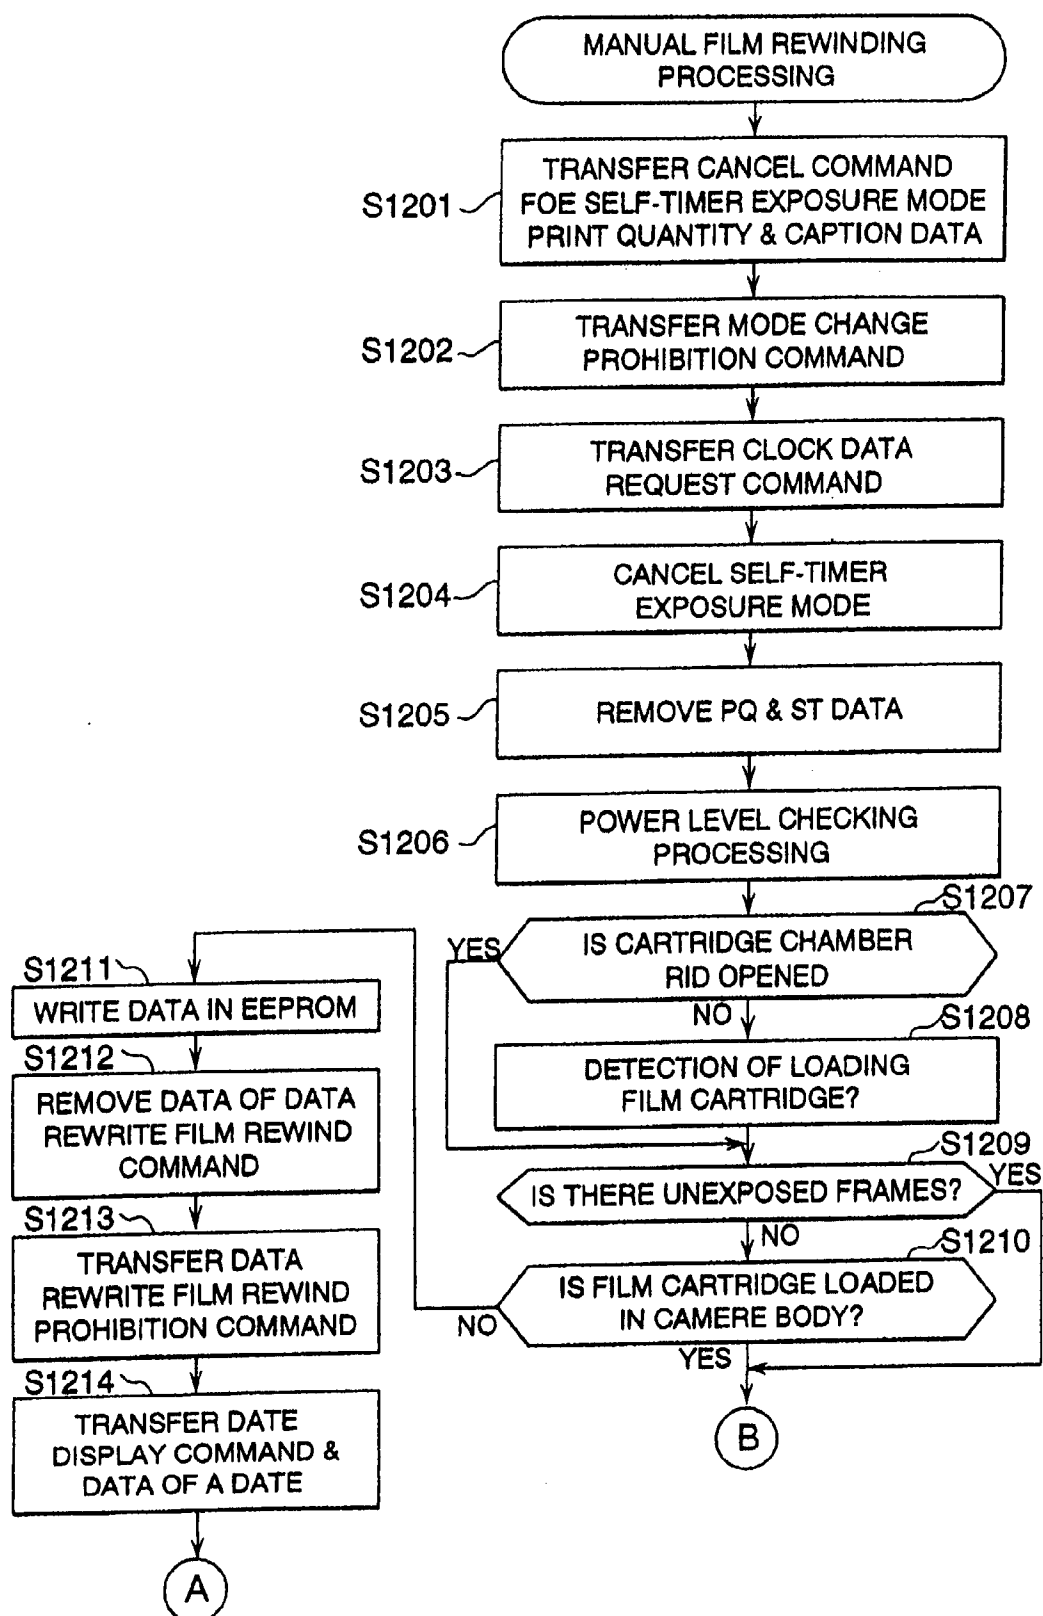 MANUAL FILM REWINDING
PROCESSING
S1201
TRANSFER CANCEL COMMAND
FOE SELF-TIMER EXPOSURE MODE
PRINT QUANTITY & CAPTION DATA
S1202
TRANSFER MODE CHANGE
PROHIBITION COMMAND
S1203
TRANSFER CLOCK DATA
REQUEST COMMAND
S1204
CANCEL SELF-TIMER
EXPOSURE MODE
S1205
REMOVE PQ & ST DATA
S1206
POWER LEVEL CHECKING
PROCESSING
S1207
YES
IS CARTRIDGE CHAMBER
RID OPENED
NO
S1208
DETECTION OF LOADING
FILM CARTRIDGE?
S1209
IS THERE UNEXPOSED FRAMES?
YES
NO
S1210
IS FILM CARTRIDGE LOADED
IN CAMERE BODY?
NO
YES
B
S1211
WRITE DATA IN EEPROM
S1212
REMOVE DATA OF DATA
REWRITE FILM REWIND
COMMAND
S1213
TRANSFER DATA
REWRITE FILM REWIND
PROHIBITION COMMAND
S1214
TRANSFER DATE
DISPLAY COMMAND &
DATA OF A DATE
A